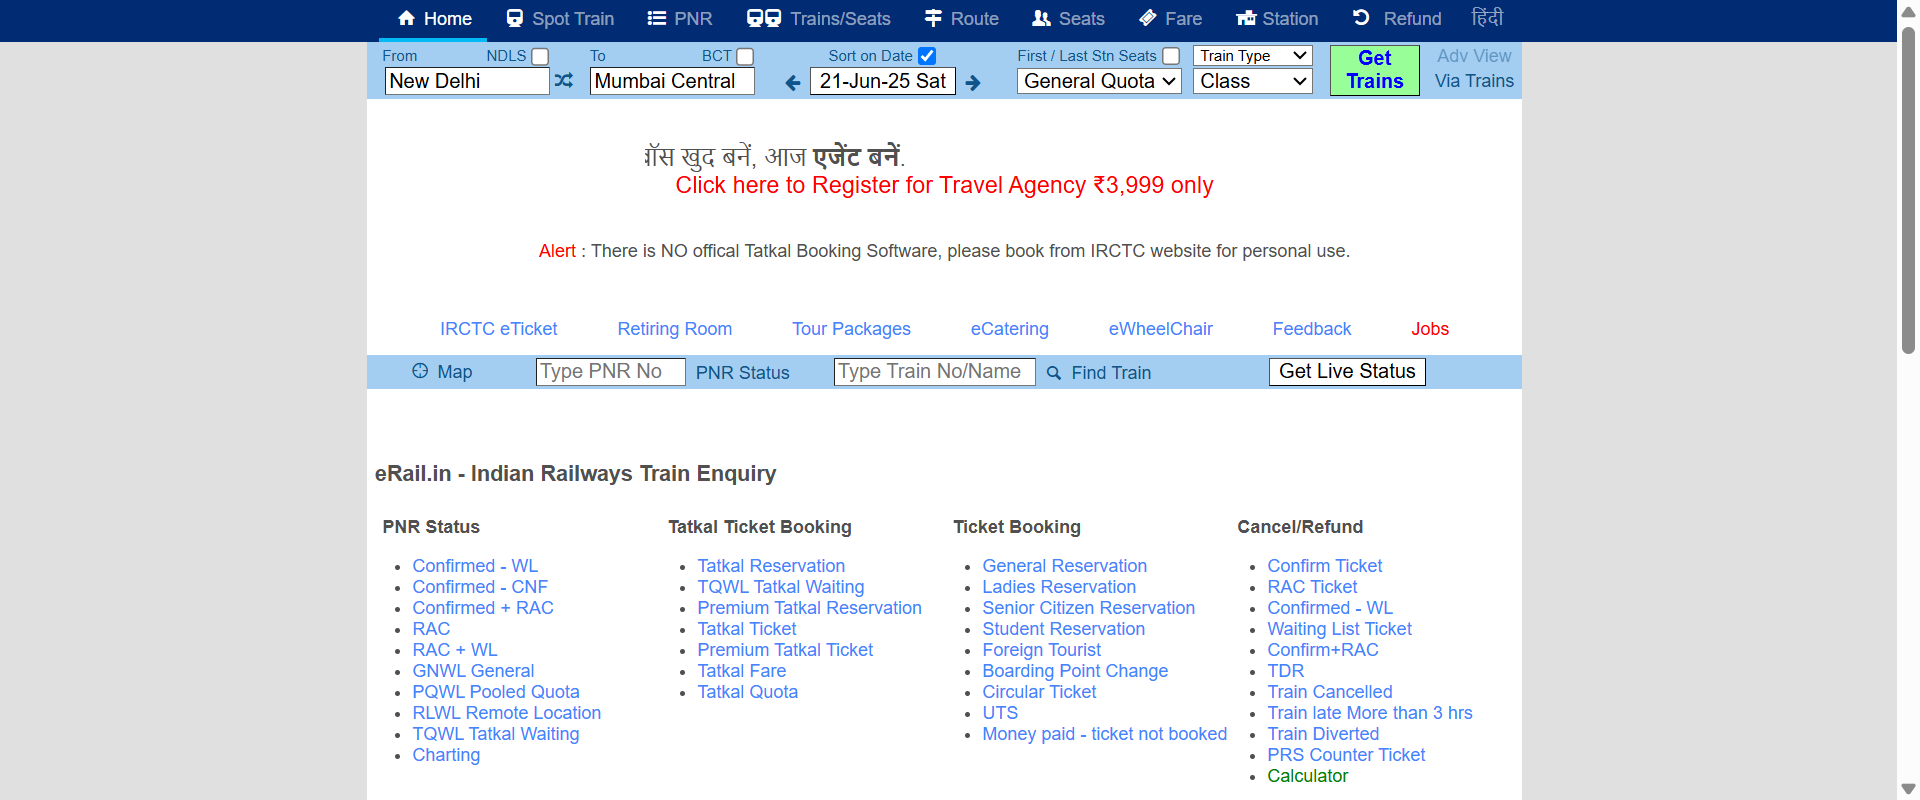 Home Spot Train PNR Trains/Seats Route Seats Fare Station Refund हिंदी
From NDLS To BCT Sort on Date First / Last Stn Seats Train Type Get Trains Adv View
New Delhi Mumbai Central 21-Jun-25 Sat General Quota Class Via Trains
बॉस खुद बनें, आज एजेंट बनें.
Click here to Register for Travel Agency ₹3,999 only
Alert : There is NO offical Tatkal Booking Software, please book from IRCTC website for personal use.
IRCTC eTicket Retiring Room Tour Packages eCatering eWheelChair Feedback Jobs
Map Type PNR No PNR Status Type Train No/Name Find Train Get Live Status
eRail.in - Indian Railways Train Enquiry
PNR Status
Confirmed - WL
Confirmed - CNF
Confirmed + RAC
RAC
RAC + WL
GNWL General
PQWL Pooled Quota
RLWL Remote Location
TQWL Tatkal Waiting
Charting
Tatkal Ticket Booking
Tatkal Reservation
TQWL Tatkal Waiting
Premium Tatkal Reservation
Tatkal Ticket
Premium Tatkal Ticket
Tatkal Fare
Tatkal Quota
Ticket Booking
General Reservation
Ladies Reservation
Senior Citizen Reservation
Student Reservation
Foreign Tourist
Boarding Point Change
Circular Ticket
UTS
Money paid - ticket not booked
Cancel/Refund
Confirm Ticket
RAC Ticket
Confirmed - WL
Waiting List Ticket
Confirm+RAC
TDR
Train Cancelled
Train late More than 3 hrs
Train Diverted
PRS Counter Ticket
Calculator